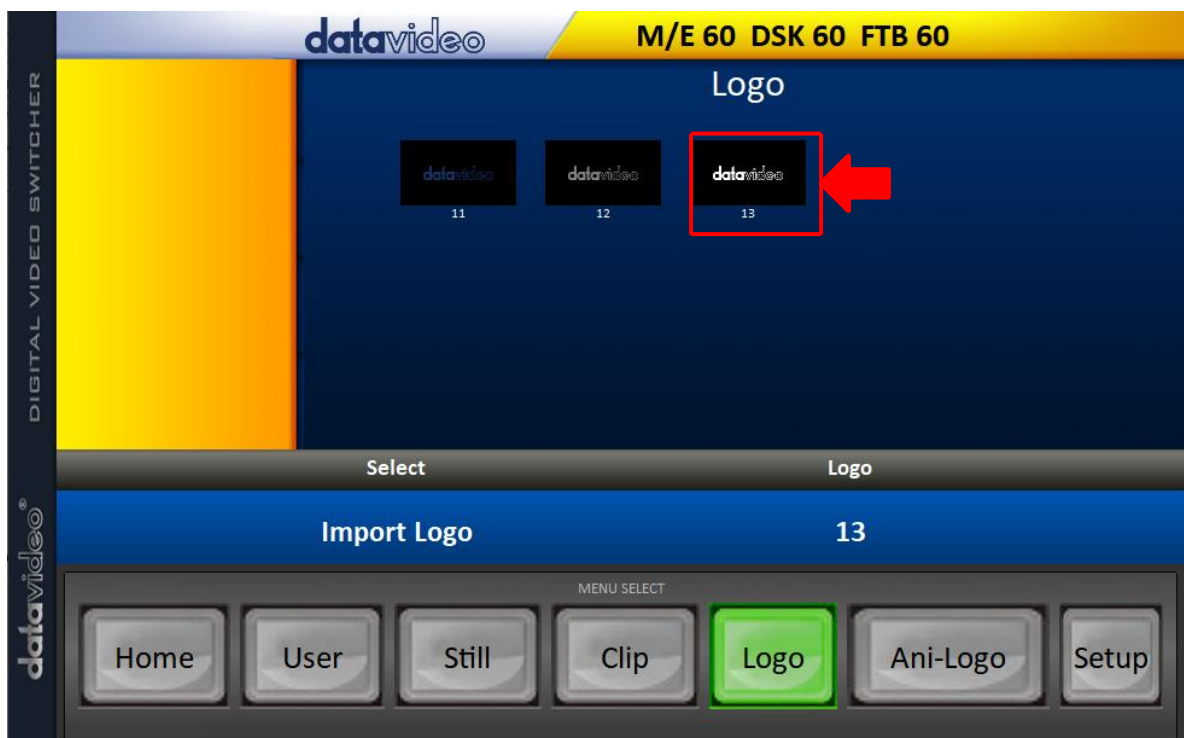 datavideo
M/E 60 DSK 60 FTB 60
DIGITAL VIDEO SWITCHER
datavideo®
Logo
datavideo
11
datavideo
12
datavideo
13
Select
Logo
Import Logo
13
MENU SELECT
Home
User
Still
Clip
Logo
Ani-Logo
Setup